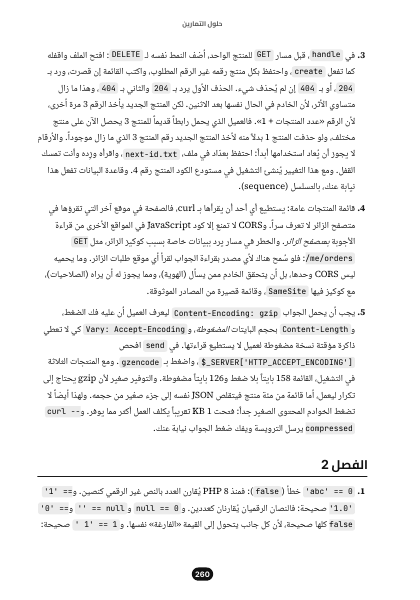 حلول التمارين
3. في handle، قبل مسار GET للمنتج الواحد، أضف النمط نفسه لـ DELETE: افتح الملف واقفله
كما تفعل create، واحتفظ بكل منتج رقمه غير الرقم المطلوب، واكتب القائمة إن قصرت، ورد بـ
204، أو بـ 404 إن لم يُحذف شيء. الحذف الأول يرد بـ 204 والثاني بـ 404، وهذا ما زال
متساوي الأثر، لأن الخادم في الحال نفسها بعد الاثنين. لكن المنتج الجديد يأخذ الرقم 3 مرة أخرى،
لأن الرقم «عدد المنتجات + 1». فالعميل الذي يحمل رابطاً قديماً للمنتج 3 يحصل الآن على منتج
مختلف، ولو حذفت المنتج 1 بدلاً منه لأخذ المنتج الجديد رقم المنتج 3 الذي ما زال موجوداً. والأرقام
لا يجوز أن يُعاد استخدامها أبداً: احتفظ بعدّاد في ملف، next-id.txt، واقرأه وزده وأنت تمسك
القفل. ومع هذا التغيير يُنشئ التشغيل في مستودع الكود المنتج رقم 4. وقاعدة البيانات تفعل هذا
نيابة عنك، بالمسلسل (sequence).
4. قائمة المنتجات عامة: يستطيع أي أحد أن يقرأها بـ curl، فالصفحة في موقع آخر التي تقرؤها في
متصفح الزائر لا تعرف سراً. وCORS لا تمنع إلا كود JavaScript في المواقع الأخرى من قراءة
الأجوبة بمتصفح الزائر. والخطر في مسار يرد ببيانات خاصة بسبب كوكيز الزائر، مثل GET
/me/orders: فلو سُمح هناك لأي مصدر بقراءة الجواب لقرأ أي موقع طلبات الزائر. وما يحميه
ليس CORS وحدها، بل أن يتحقق الخادم ممن يسأل (الهوية)، ومما يجوز له أن يراه (الصلاحيات)،
مع كوكيز فيها SameSite، وقائمة قصيرة من المصادر الموثوقة.
5. يجب أن يحمل الجواب Content-Encoding: gzip ليعرف العميل أن عليه فك الضغط،
وContent-Length بحجم البايتات المضغوطة، وVary: Accept-Encoding كي لا تعطي
ذاكرة مؤقتة نسخة مضغوطة لعميل لا يستطيع قراءتها. في send افحص
$_SERVER['HTTP_ACCEPT_ENCODING']، واضغط بـ gzencode. ومع المنتجات الثلاثة
في التشغيل، القائمة 158 بايتاً بلا ضغط و126 بايتاً مضغوطة. والتوفير صغير لأن gzip يحتاج إلى
تكرار ليعمل، أما قائمة من مئة منتج فيتقلص JSON نفسه إلى جزء صغير من حجمه. ولهذا أيضاً لا
تضغط الخوادم المحتوى الصغير جداً: فتحت 1 KB تقريباً يكلف العمل أكثر مما يوفر. وcurl --
compressed يرسل الترويسة ويفك ضغط الجواب نيابة عنك.
الفصل 2
1. 'abc' == 0 خطأ (false): فمنذ PHP 8 يُقارن العدد بالنص غير الرقمي كنصين. و'1' ==
'1.0' صحيحة: فالنصان الرقميان يُقارنان كعددين. وnull == 0 و'' == null و'0' ==
false كلها صحيحة، لأن كل جانب يتحول إلى القيمة «الفارغة» نفسها. و' 1' == 1 صحيحة:
260